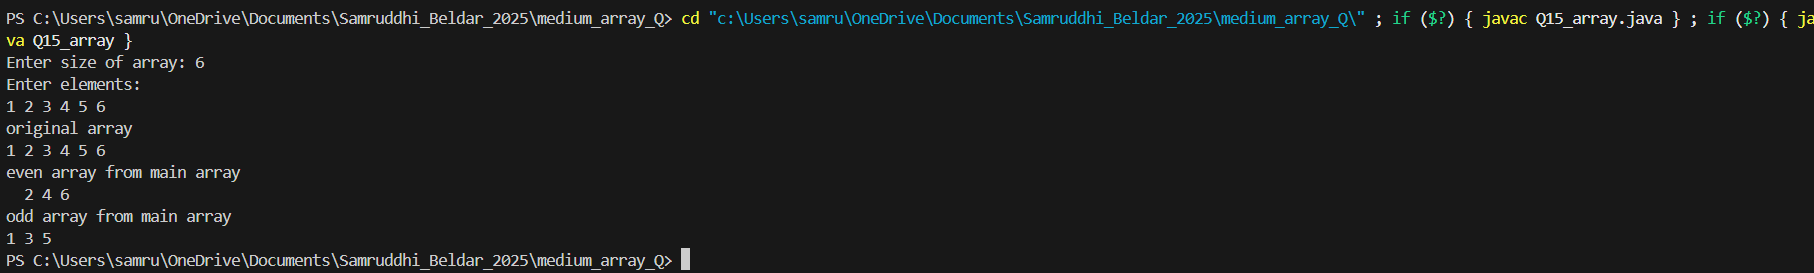 PS C:\Users\samru\OneDrive\Documents\Samruddhi_Beldar_2025\medium_array_Q> cd "c:\Users\samru\OneDrive\Documents\Samruddhi_Beldar_2025\medium_array_Q\" ; if ($?) { javac Q15_array.java } ; if ($?) { ja
va Q15_array }
Enter size of array: 6
Enter elements:
1 2 3 4 5 6
original array
1 2 3 4 5 6
even array from main array
  2 4 6
odd array from main array
1 3 5
PS C:\Users\samru\OneDrive\Documents\Samruddhi_Beldar_2025\medium_array_Q>